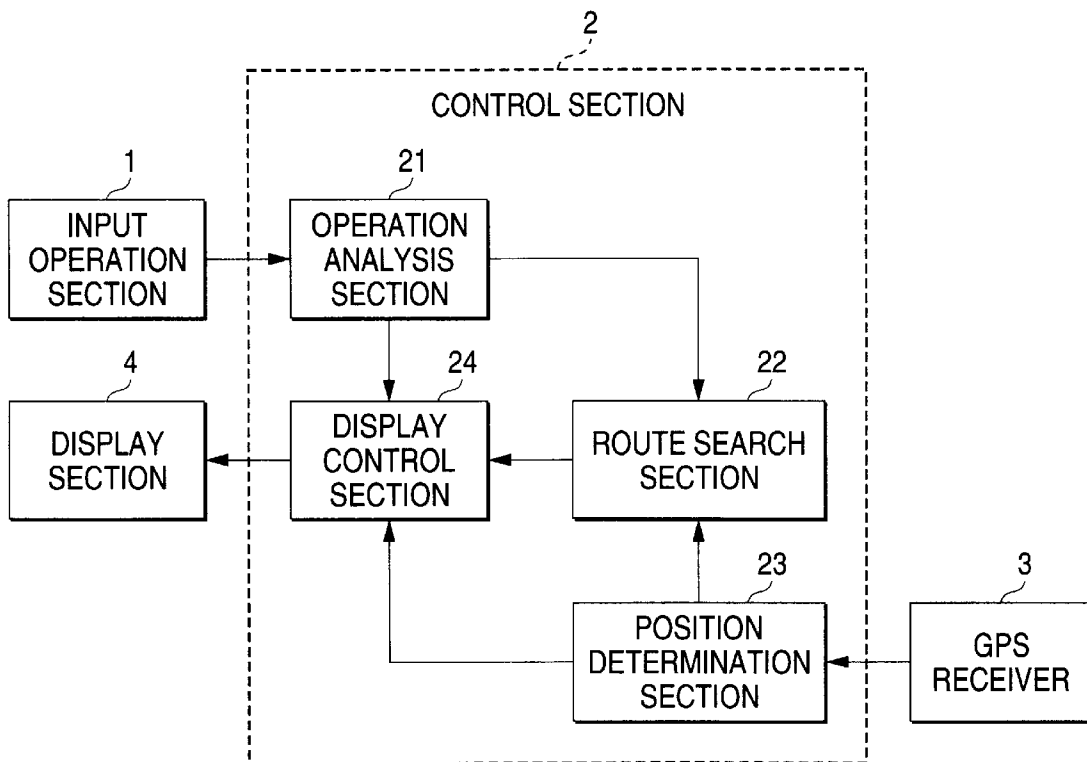 2
CONTROL SECTION
1
INPUT
OPERATION
SECTION
21
OPERATION
ANALYSIS
SECTION
4
DISPLAY
SECTION
24
DISPLAY
CONTROL
SECTION
22
ROUTE SEARCH
SECTION
23
POSITION
DETERMINATION
SECTION
3
GPS
RECEIVER